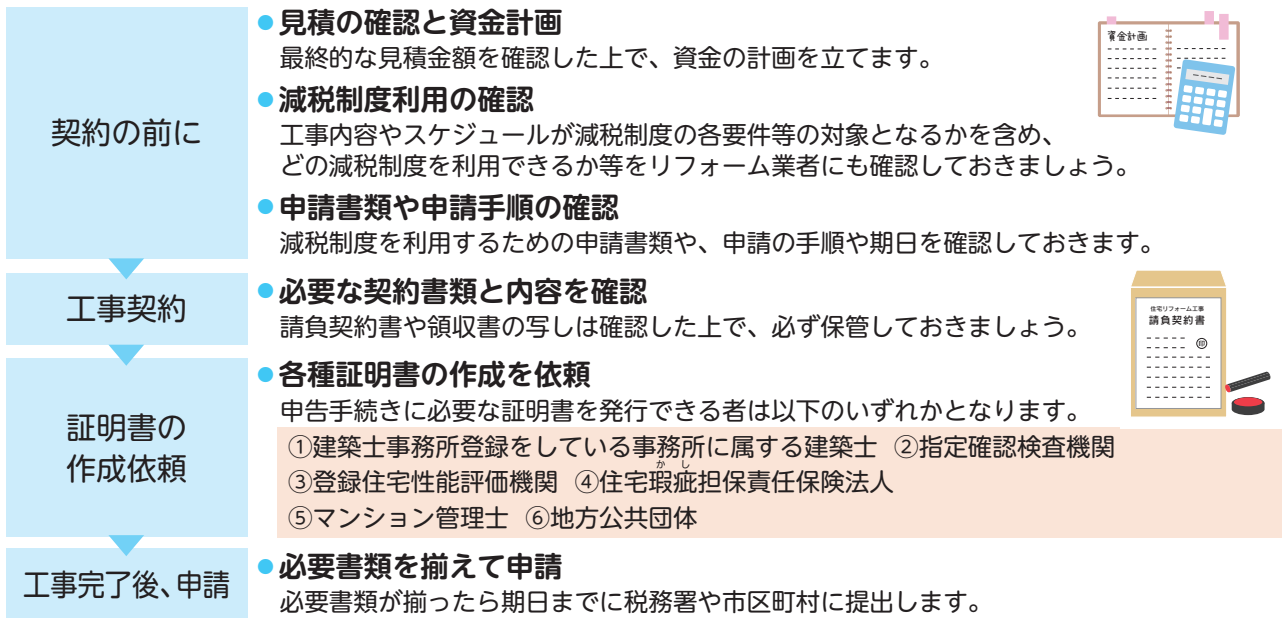 契約の前に
●見積の確認と資金計画
最終的な見積金額を確認した上で、資金の計画を立てます。
資金計画
●減税制度利用の確認
工事内容やスケジュールが減税制度の各要件等の対象となるかを含め、
どの減税制度を利用できるか等をリフォーム業者にも確認しておきましょう。
●申請書類や申請手順の確認
減税制度を利用するための申請書類や、申請の手順や期日を確認しておきます。
工事契約
●必要な契約書類と内容を確認
請負契約書や領収書の写しは確認した上で、必ず保管しておきましょう。
住宅リフォーム工事
請負契約書
印
証明書の
作成依頼
●各種証明書の作成を依頼
申告手続きに必要な証明書を発行できる者は以下のいずれかとなります。
①建築士事務所登録をしている事務所に属する建築士 ②指定確認検査機関
かし
③登録住宅性能評価機関 ④住宅瑕疵担保責任保険法人
⑤マンション管理士 ⑥地方公共団体
工事完了後、申請
●必要書類を揃えて申請
必要書類が揃ったら期日までに税務署や市区町村に提出します。